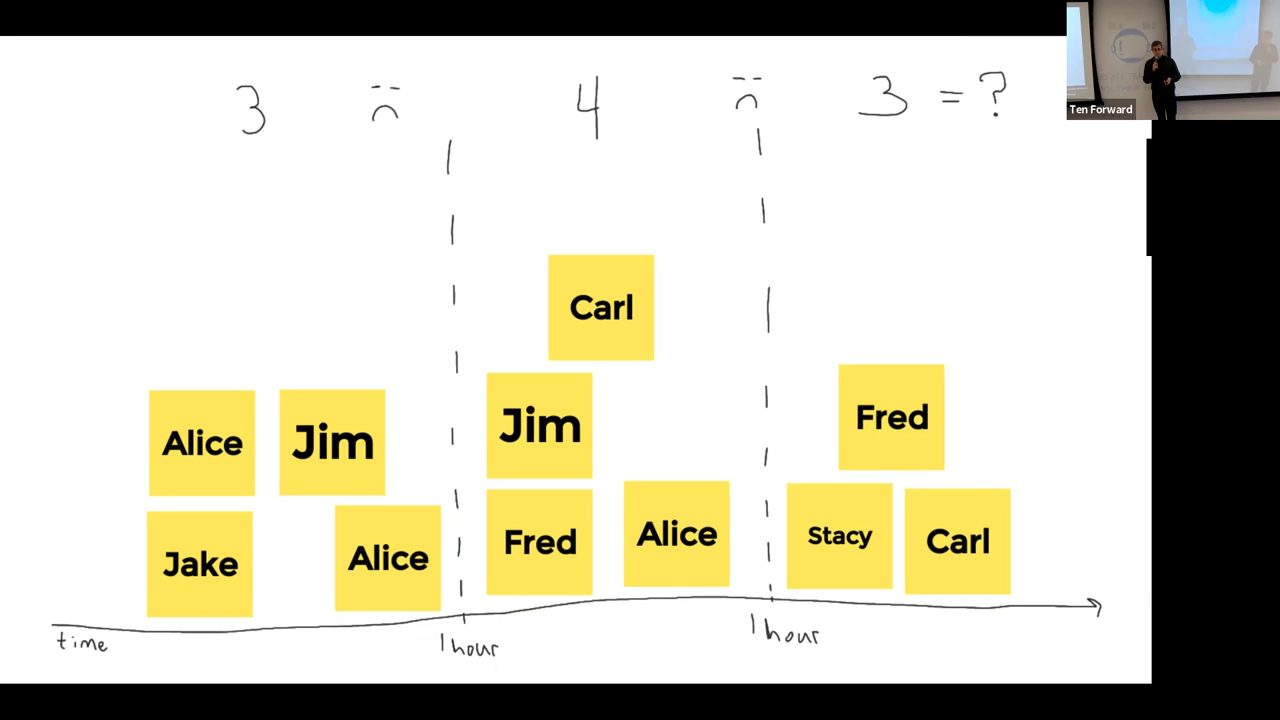 3 ∩̈ 4 ∩̈ 3 = ?
Ten Forward
Carl
Alice Jim
Jim
Fred
Jake
Alice
Fred
Alice
Stacy
Carl
time
1 hour
1 hour